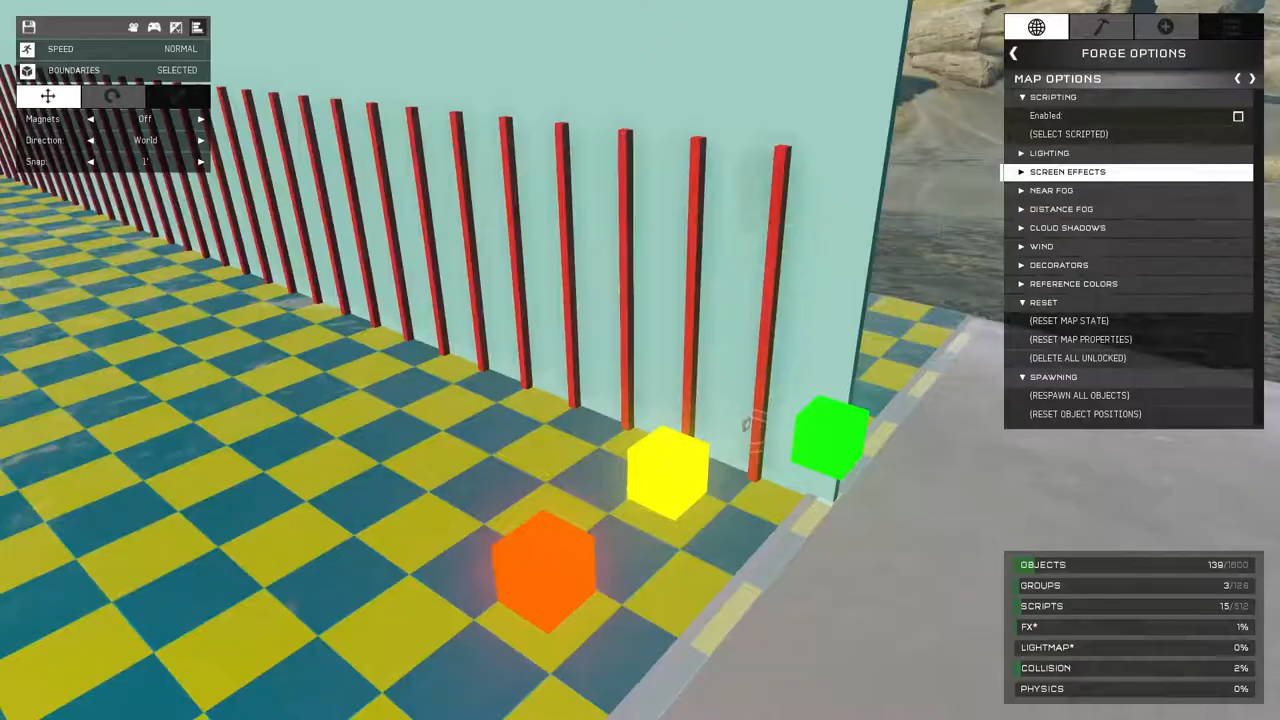 SPEED NORMAL
BOUNDARIES SELECTED
Magnets Off
Direction: World
Snap: 1'
FORGE OPTIONS
MAP OPTIONS
SCRIPTING
Enabled:
(SELECT SCRIPTED)
LIGHTING
SCREEN EFFECTS
NEAR FOG
DISTANCE FOG
CLOUD SHADOWS
WIND
DECORATORS
REFERENCE COLORS
RESET
(RESET MAP STATE)
(RESET MAP PROPERTIES)
(DELETE ALL UNLOCKED)
SPAWNING
(RESPAWN ALL OBJECTS)
(RESET OBJECT POSITIONS)
OBJECTS 139/1600
GROUPS 3/128
SCRIPTS 15/512
FX* 1%
LIGHTMAP* 0%
COLLISION 2%
PHYSICS 0%